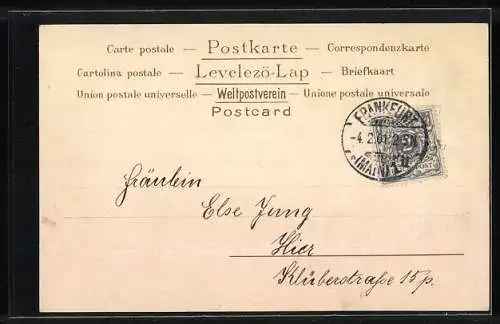 Carte postale — Postkarte — Correspondenzkarte
Cartolina postale — Levelezö-Lap — Briefkaart
Union postale universelle — Weltpostverein — Unione postale universale
Postcard
FRANKFURT
(MAIN)
Fräulein
Else Jung
Hier
Klüberstraße 15 p.